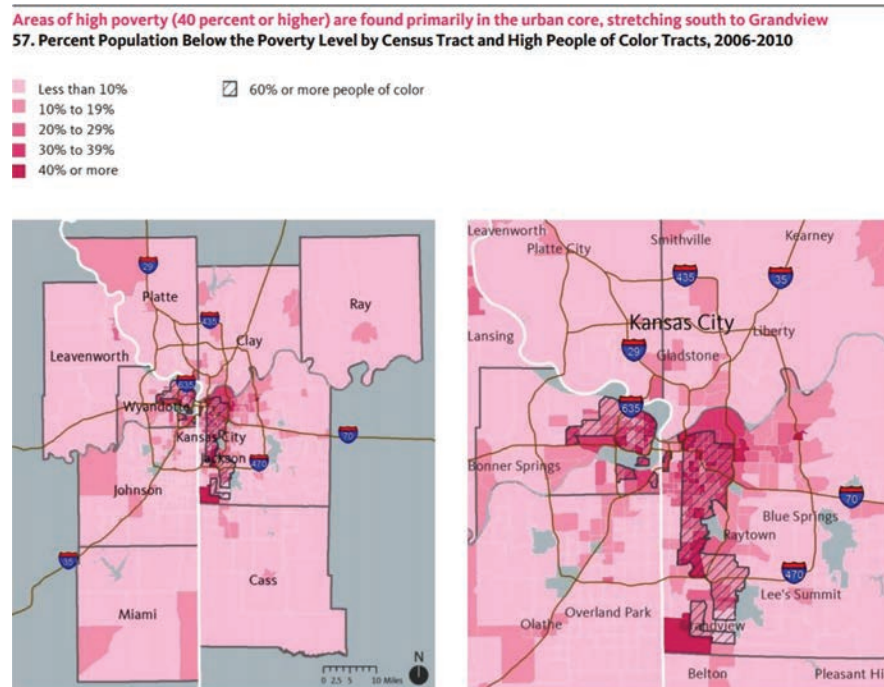 Areas of high poverty (40 percent or higher) are found primarily in the urban core, stretching south to Grandview
57. Percent Population Below the Poverty Level by Census Tract and High People of Color Tracts, 2006-2010
Less than 10%
10% to 19%
20% to 29%
30% to 39%
40% or more
60% or more people of color
29
Platte
Ray
435
Clay
Leavenworth
635
Wyandotte
Kansas City
70
Jackson
470
Johnson
35
Cass
Miami
N
0 2.5 5 10 Miles
Leavenworth
Platte City
Smithville
Kearney
435
35
Kansas City
Lansing
Liberty
29
Gladstone
635
Bonner Springs
70
Blue Springs
Raytown
470
Lee's Summit
Overland Park
Olathe
Grandview
Belton
Pleasant Hi